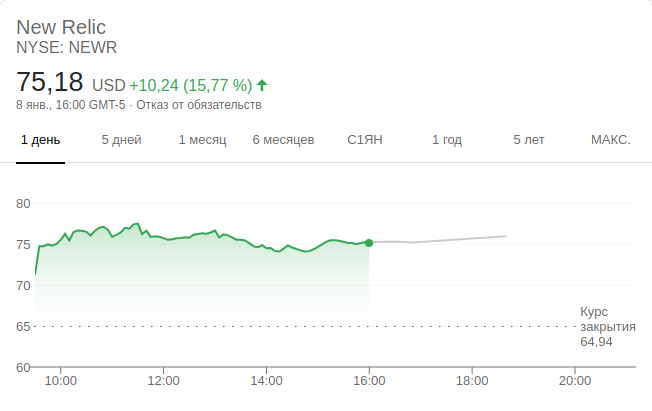 New Relic
NYSE: NEWR
75,18 USD +10,24 (15,77 %)
8 янв., 16:00 GMT-5 · Отказ от обязательств
1 день 5 дней 1 месяц 6 месяцев С1ЯН 1 год 5 лет МАКС.
80
75
70
Курс
65 закрытия
64,94
60
10:00 12:00 14:00 16:00 18:00 20:00